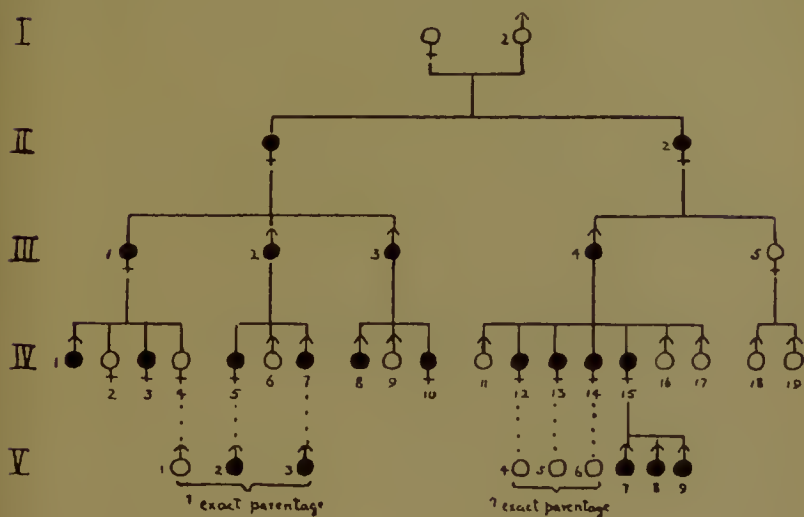 I
2
II
2
III
1 2 3 4 5
IV
1 2 3 4 5 6 7 8 9 10 11 12 13 14 15 16 17 18 19
V
1 2 3 4 5 6 7 8 9
? exact parentage ? exact parentage